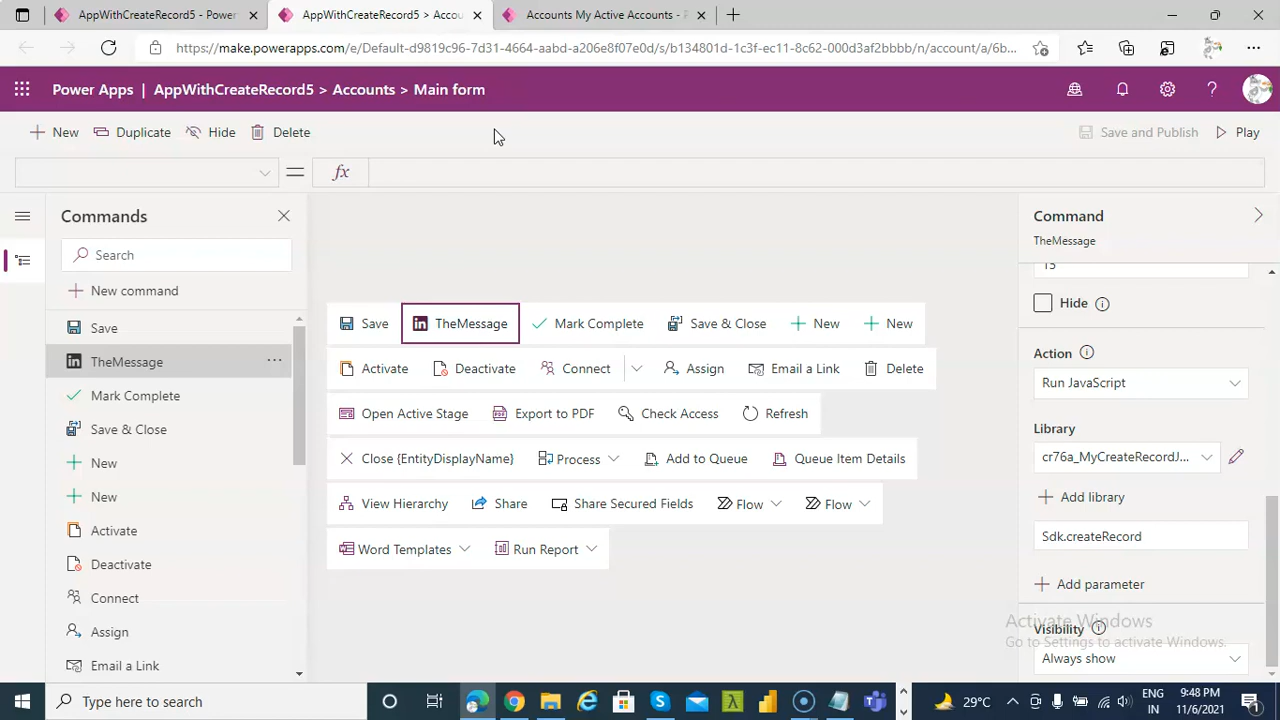 AppWithCreateRecord5 - Power
AppWithCreateRecord5 > Accou
Accounts My Active Accounts - P
https://make.powerapps.com/e/Default-d9819c96-7d31-4664-aabd-a206e8f07e0d/s/b134801d-1c3f-ec11-8c62-000d3af2bbbb/n/account/a/6b...
Power Apps | AppWithCreateRecord5 > Accounts > Main form
New Duplicate Hide Delete Save and Publish Play
fx
Commands
Search
New command
Save
TheMessage
Mark Complete
Save & Close
New
New
Activate
Deactivate
Connect
Assign
Email a Link
Save TheMessage Mark Complete Save & Close New New
Activate Deactivate Connect Assign Email a Link Delete
Open Active Stage Export to PDF Check Access Refresh
Close {EntityDisplayName} Process Add to Queue Queue Item Details
View Hierarchy Share Share Secured Fields Flow Flow
Word Templates Run Report
Command
TheMessage
15
Hide
Action
Run JavaScript
Library
cr76a_MyCreateRecordJ...
Add library
Sdk.createRecord
Add parameter
Visibility
Always show
Activate Windows
Go to Settings to activate Windows.
Type here to search
29°C
ENG
IN
9:48 PM
11/6/2021
1